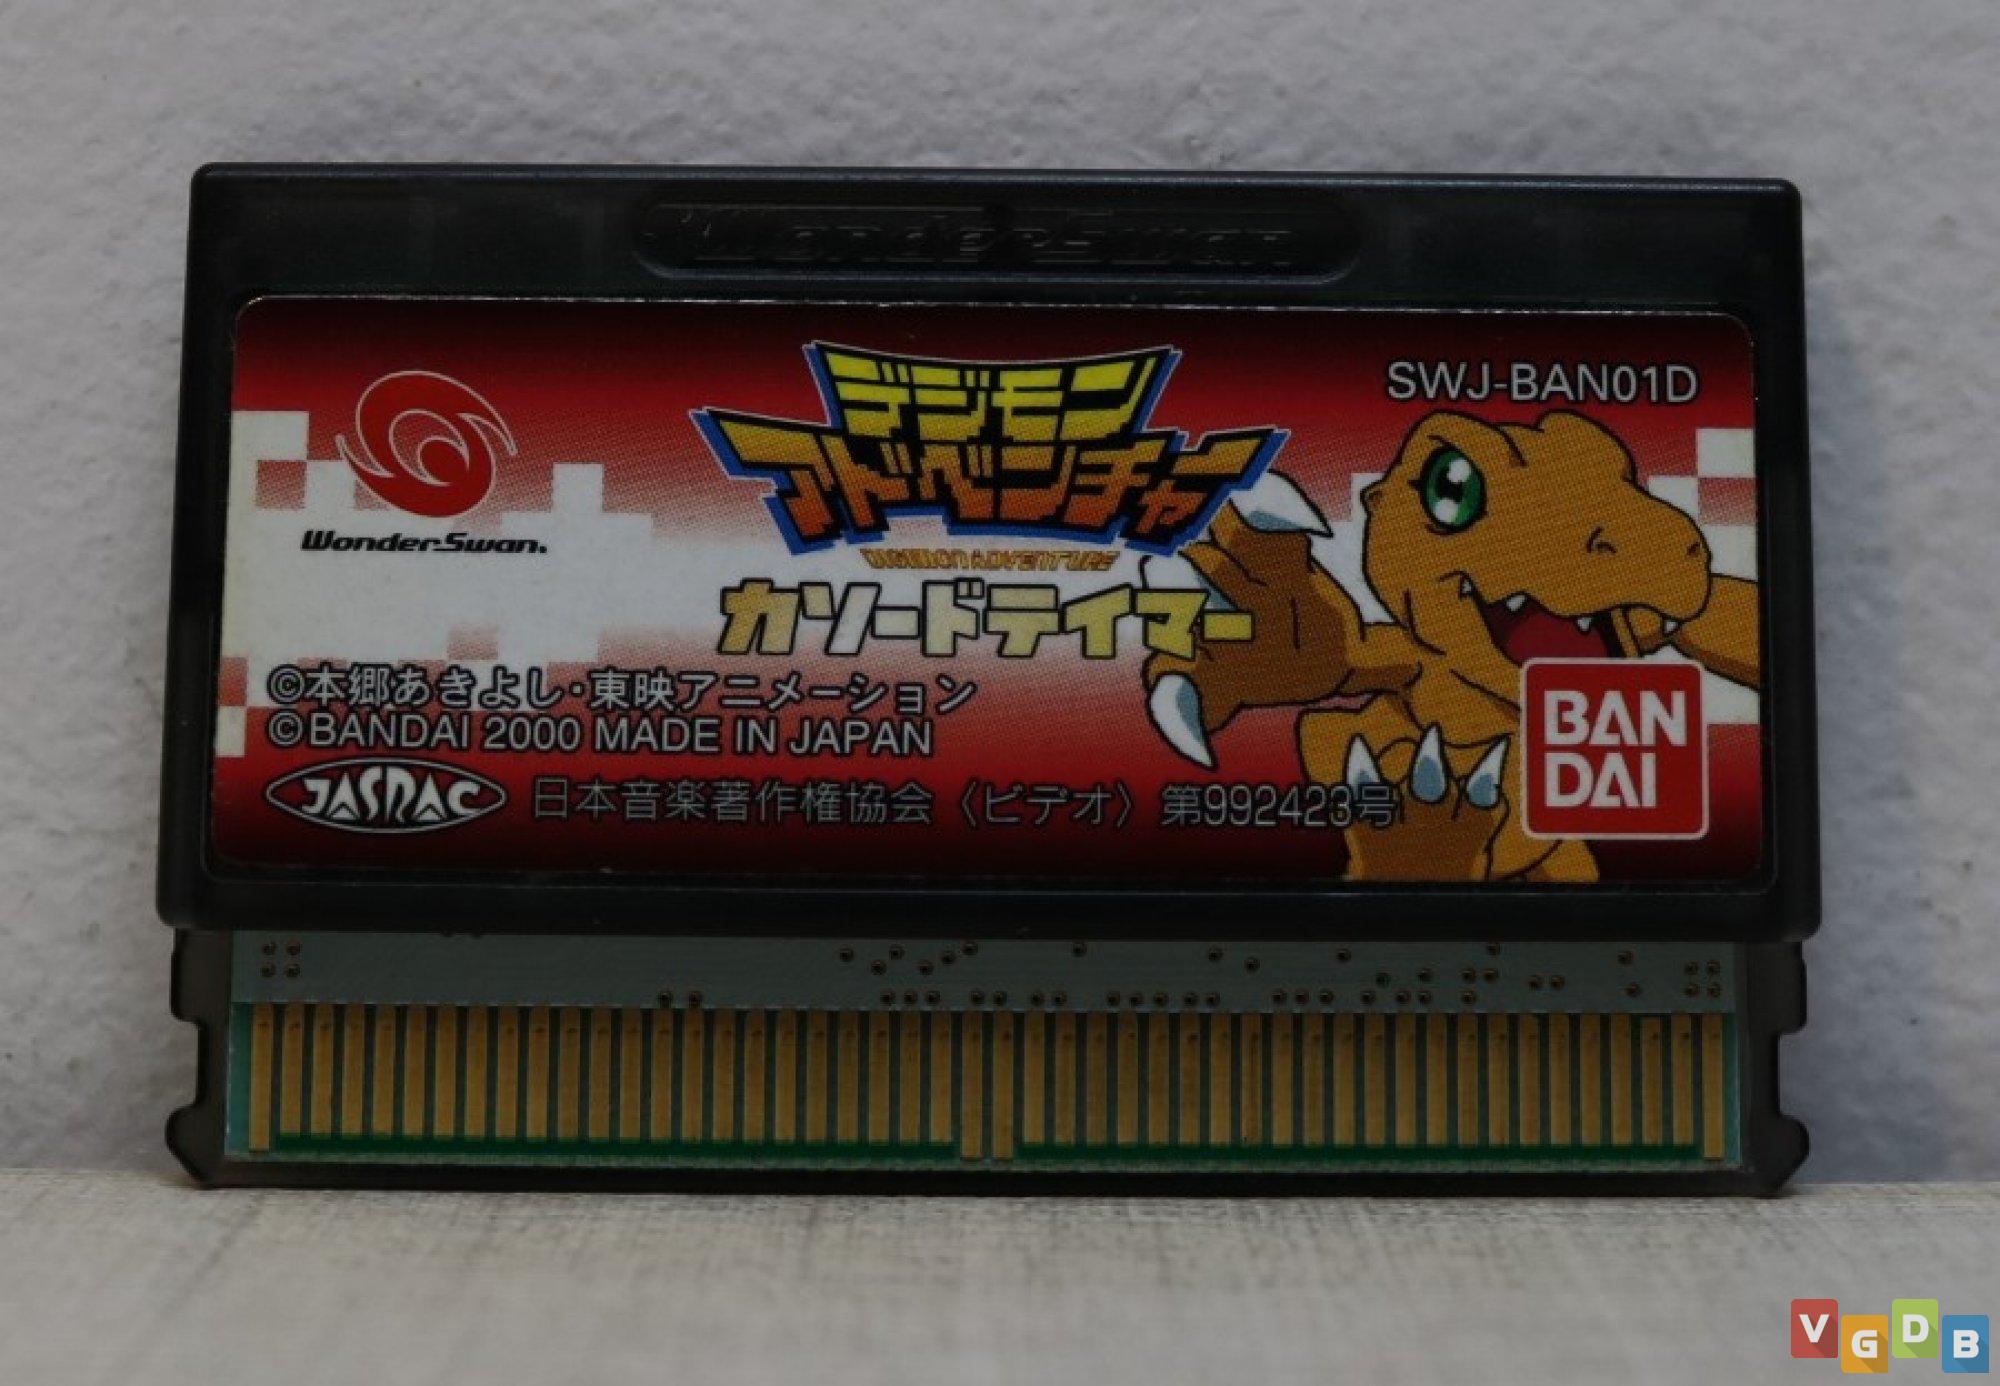 WonderSwan
SWJ-BAN01D
デジモン
アドベンチャー
DIGIMON ADVENTURE
WonderSwan.
カソードテイマー
©本郷あきよし・東映アニメーション
©BANDAI 2000 MADE IN JAPAN
JASRAC 日本音楽著作権協会〈ビデオ〉第992423号
BAN
DAI
VGDB